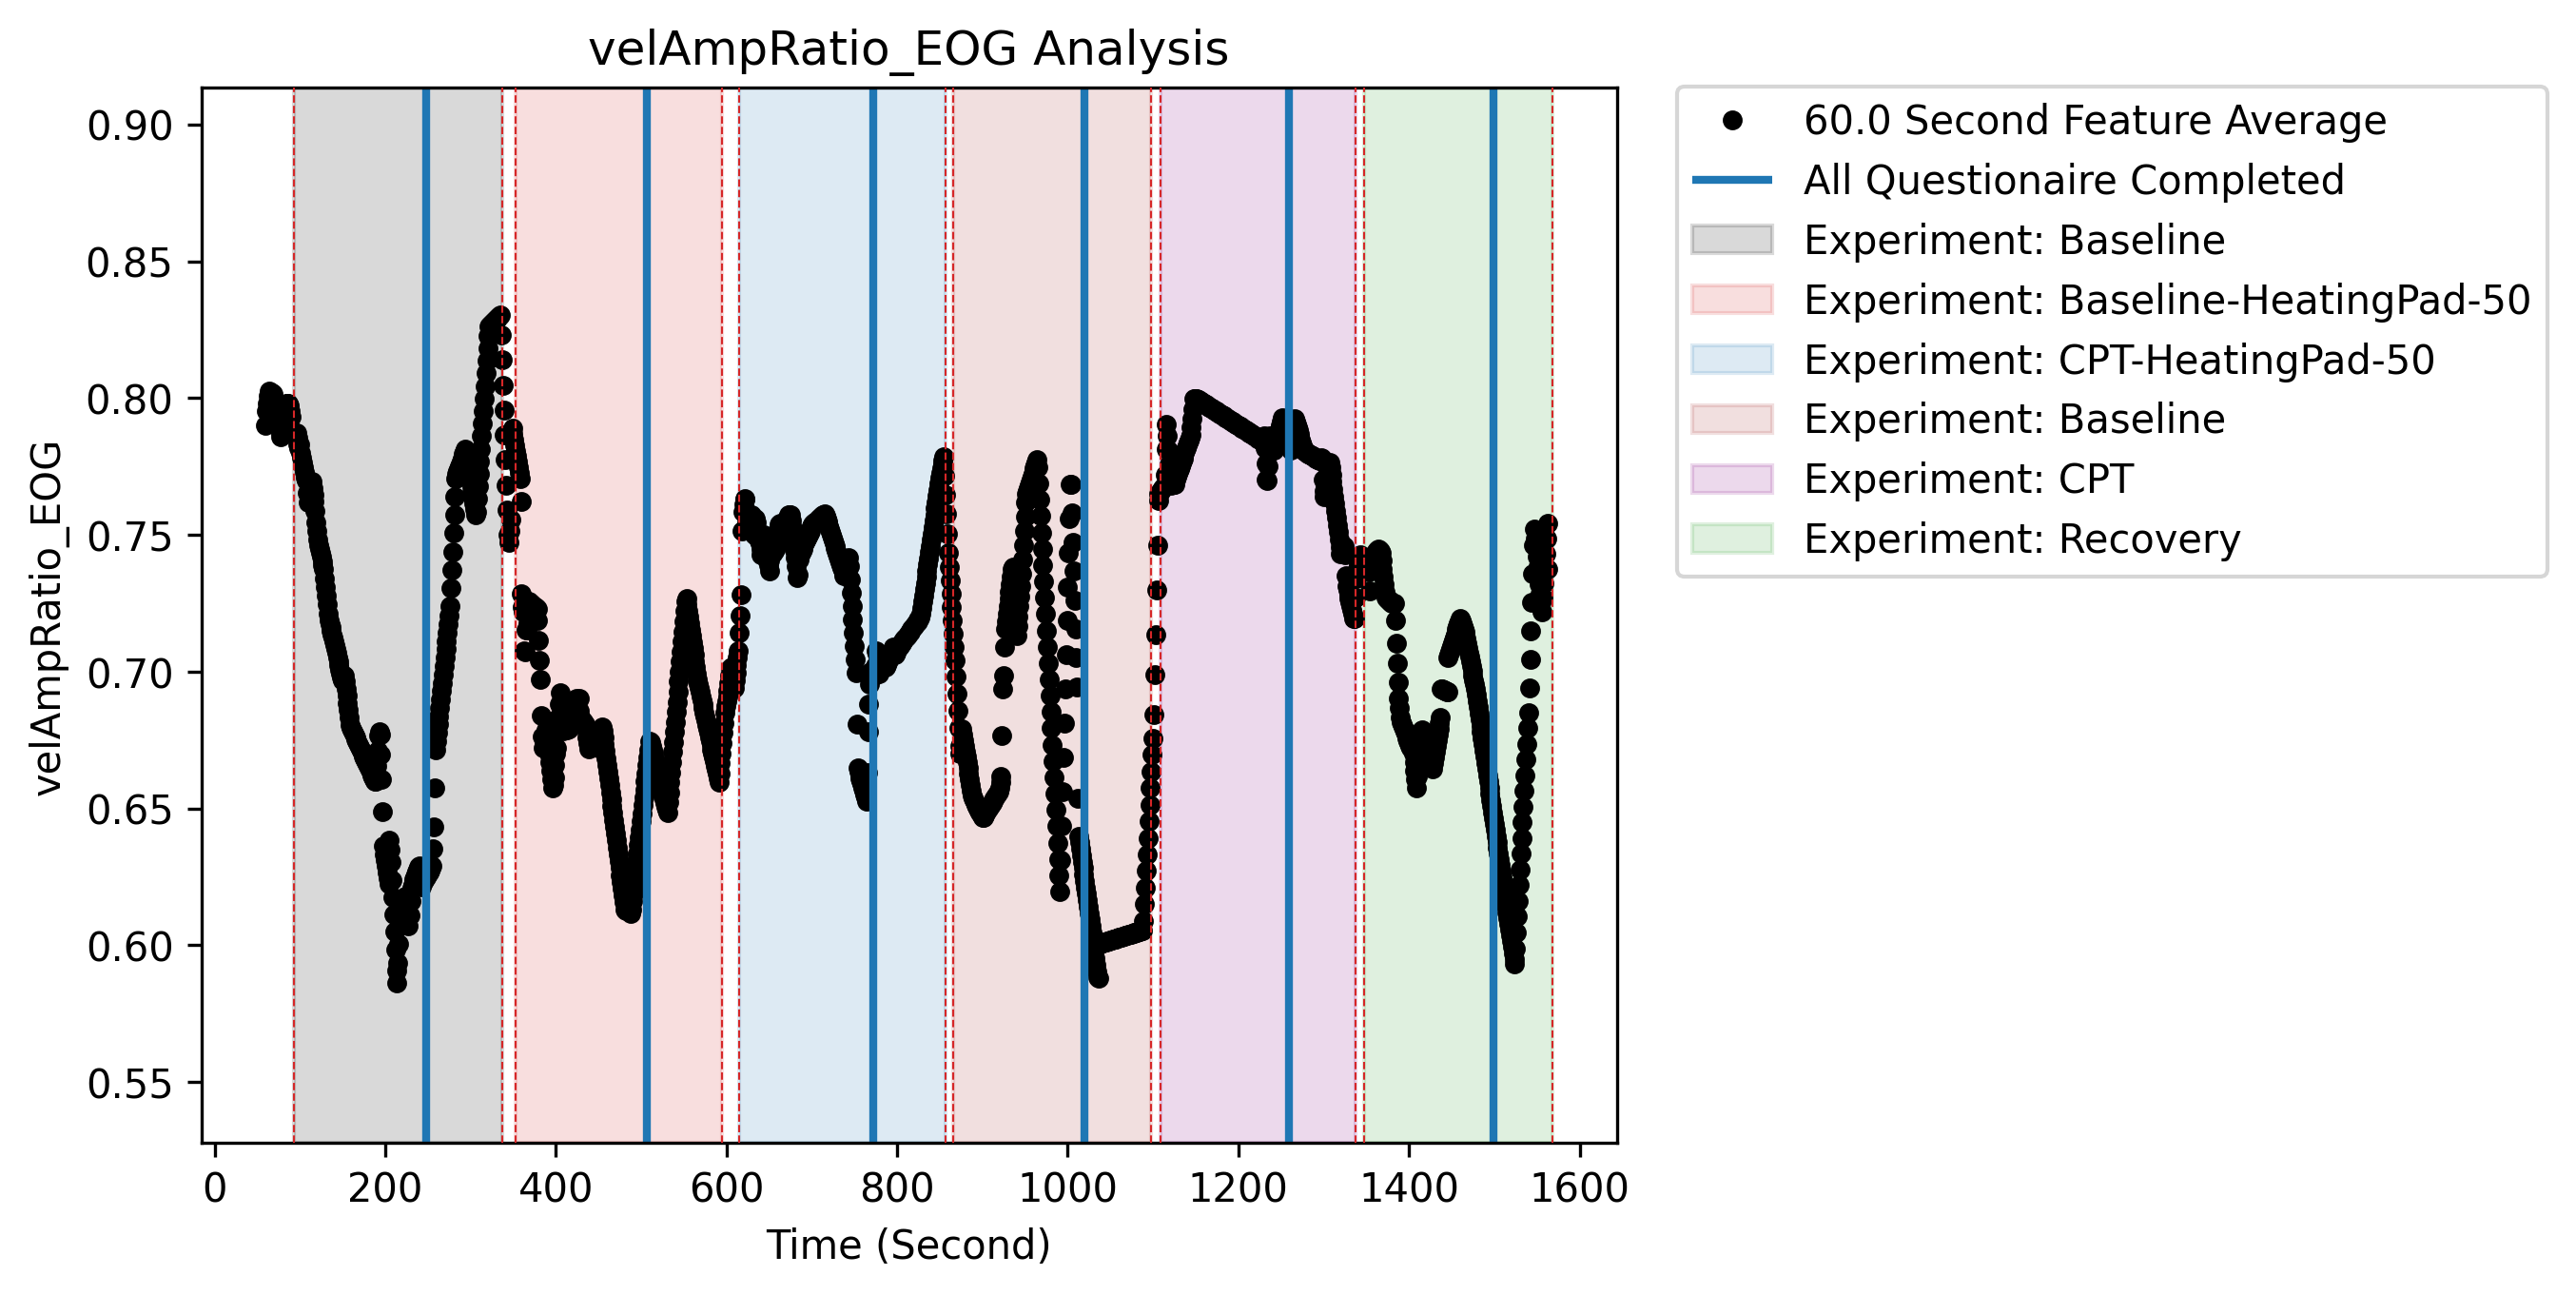 velAmpRatio_EOG Analysis
velAmpRatio_EOG
0.90
0.85
0.80
0.75
0.70
0.65
0.60
0.55
0 200 400 600 800 1000 1200 1400 1600
Time (Second)
60.0 Second Feature Average
All Questionaire Completed
Experiment: Baseline
Experiment: Baseline-HeatingPad-50
Experiment: CPT-HeatingPad-50
Experiment: Baseline
Experiment: CPT
Experiment: Recovery